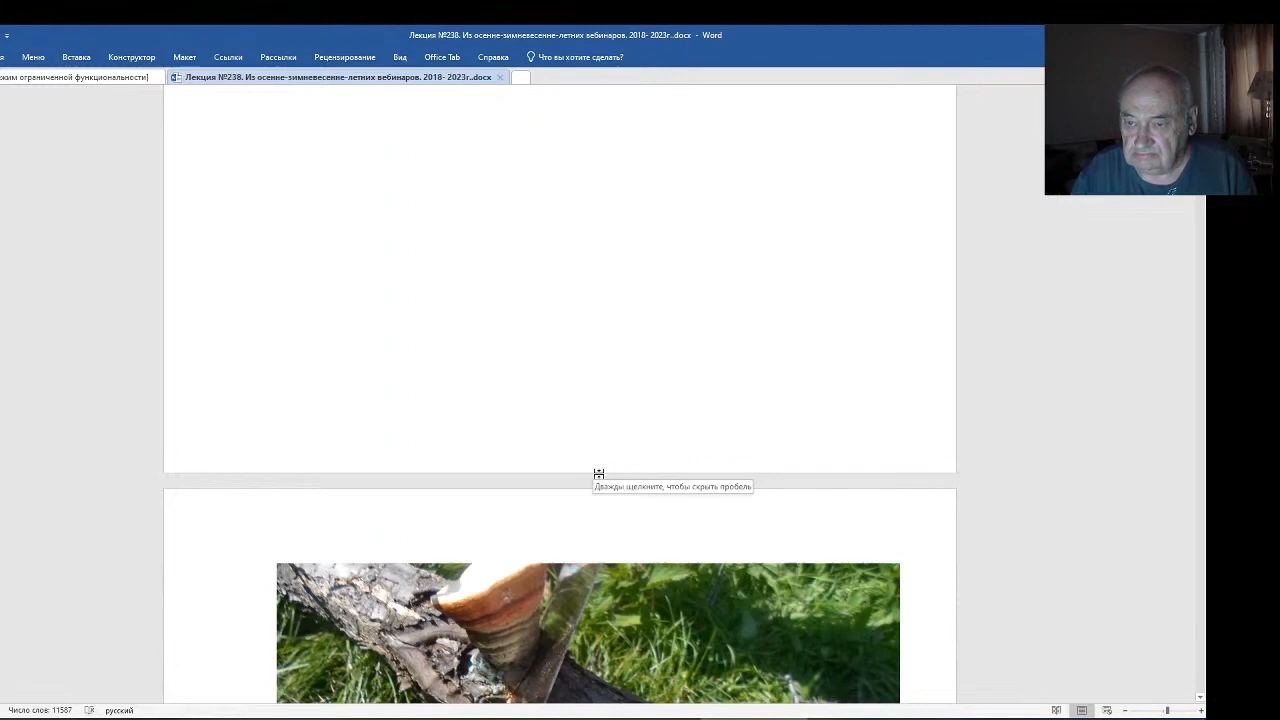 Лекция №238. Из осенне-зимневесенне-летних вебинаров. 2018- 2023г..docx - Word
Меню Вставка Конструктор Макет Ссылки Рассылки Рецензирование Вид Office Tab Справка Что вы хотите сделать?
жим ограниченной функциональности] Лекция №238. Из осенне-зимневесенне-летних вебинаров. 2018- 2023г..docx
Дважды щелкните, чтобы скрыть пробель
Число слов: 11587 русский